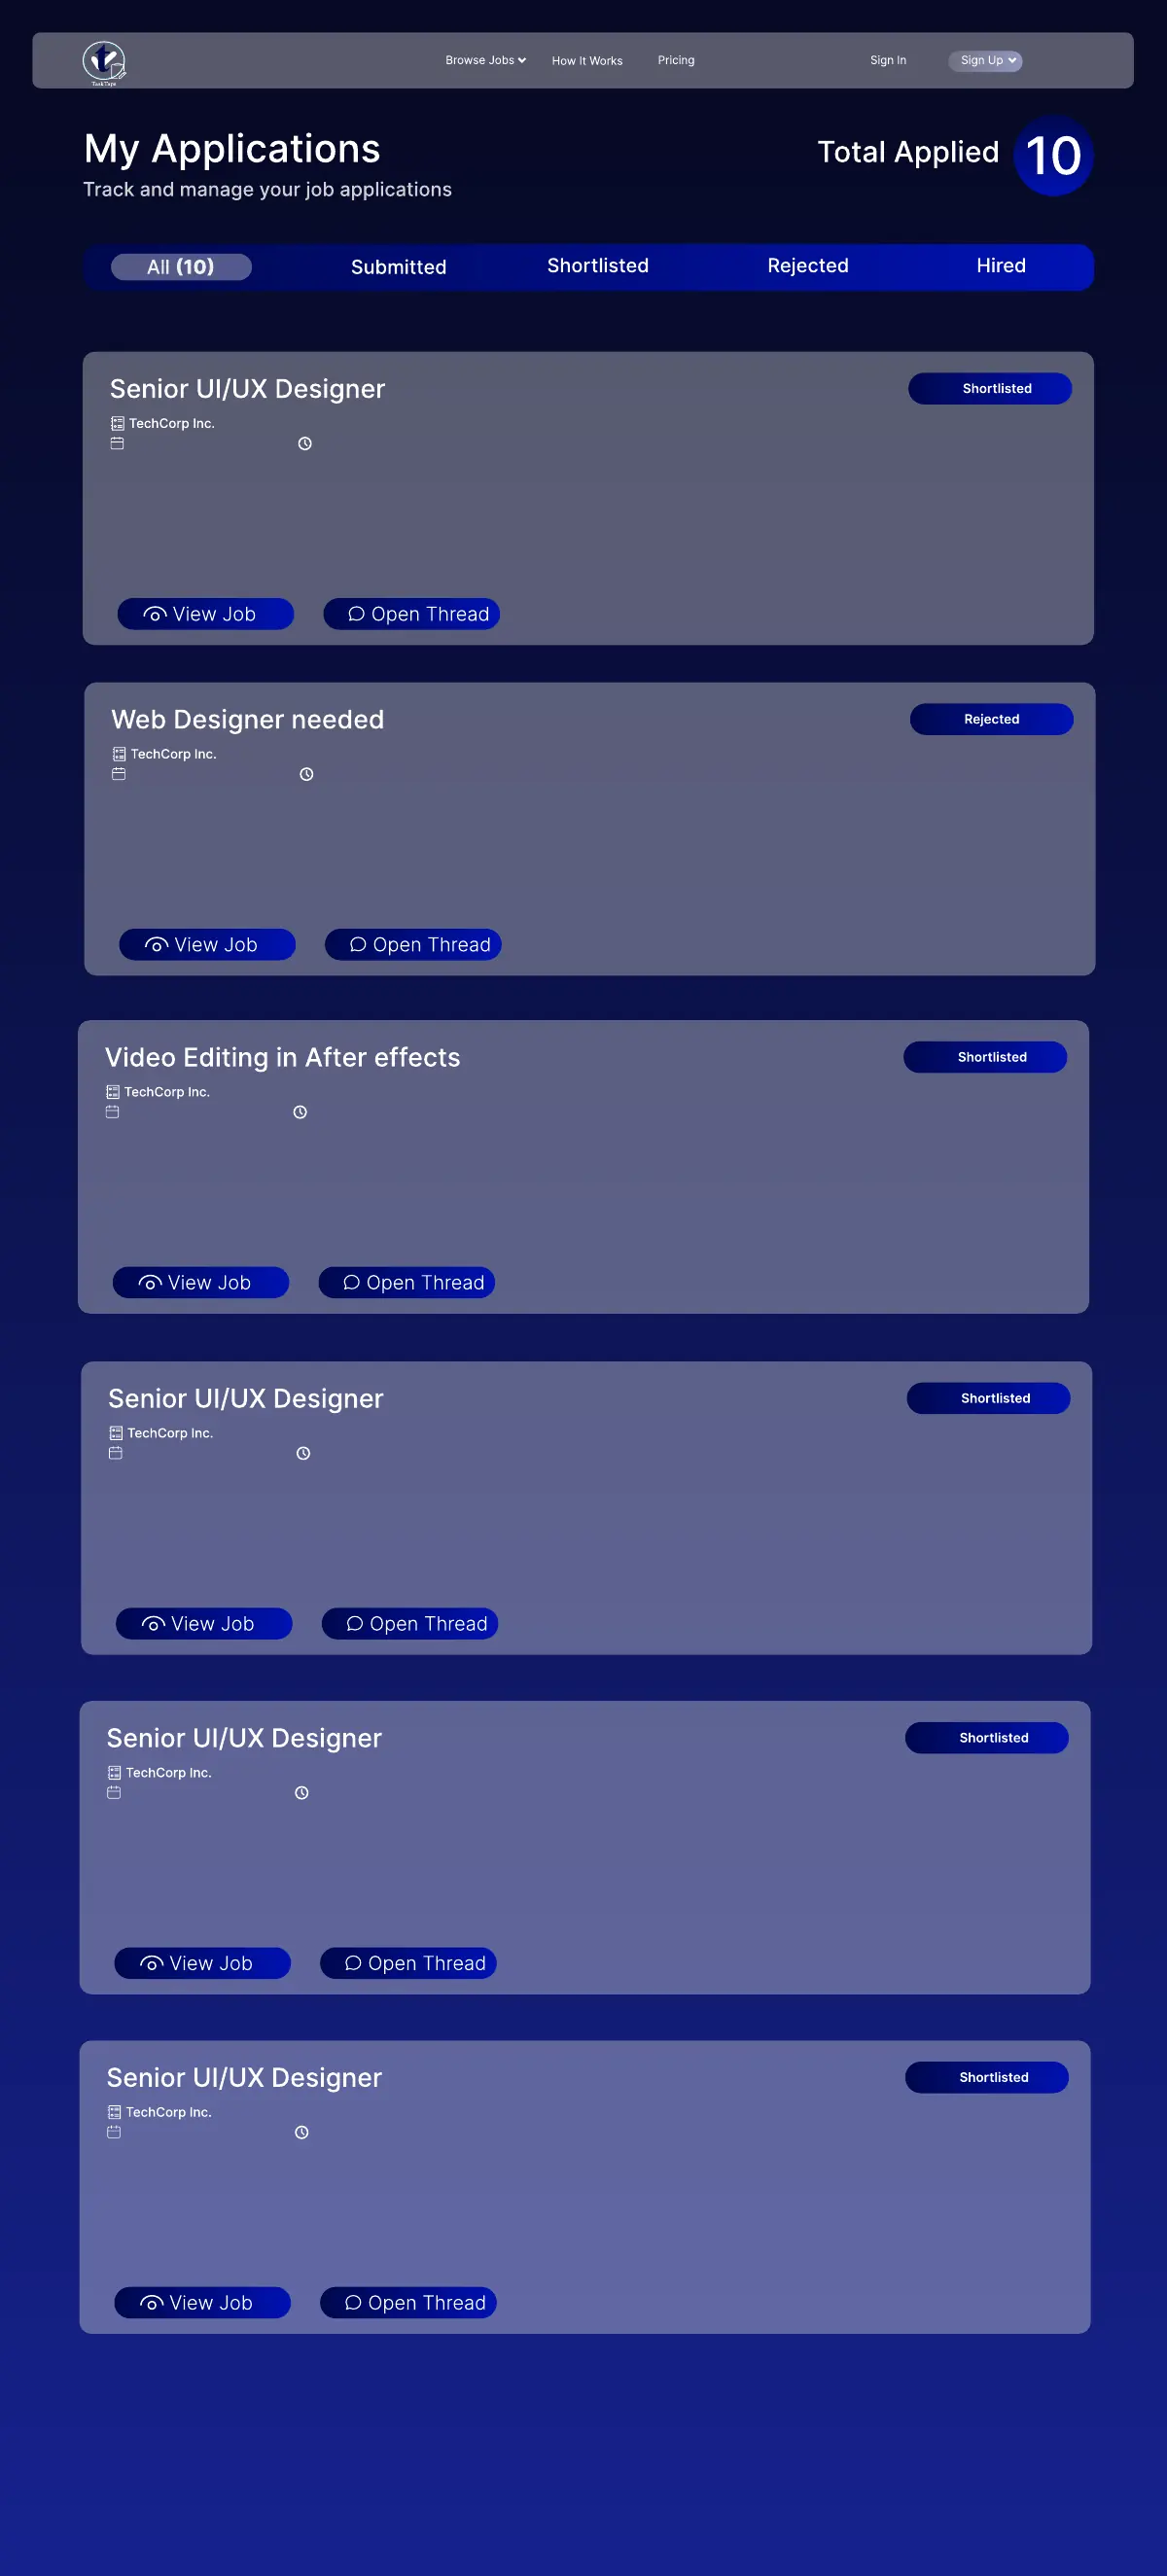 Browse Jobs How It Works Pricing Sign In Sign Up
Task Taps
My Applications
Total Applied 10
Track and manage your job applications
All (10) Submitted Shortlisted Rejected Hired
Senior UI/UX Designer Shortlisted
TechCorp Inc.
View Job Open Thread
Web Designer needed Rejected
TechCorp Inc.
View Job Open Thread
Video Editing in After effects Shortlisted
TechCorp Inc.
View Job Open Thread
Senior UI/UX Designer Shortlisted
TechCorp Inc.
View Job Open Thread
Senior UI/UX Designer Shortlisted
TechCorp Inc.
View Job Open Thread
Senior UI/UX Designer Shortlisted
TechCorp Inc.
View Job Open Thread